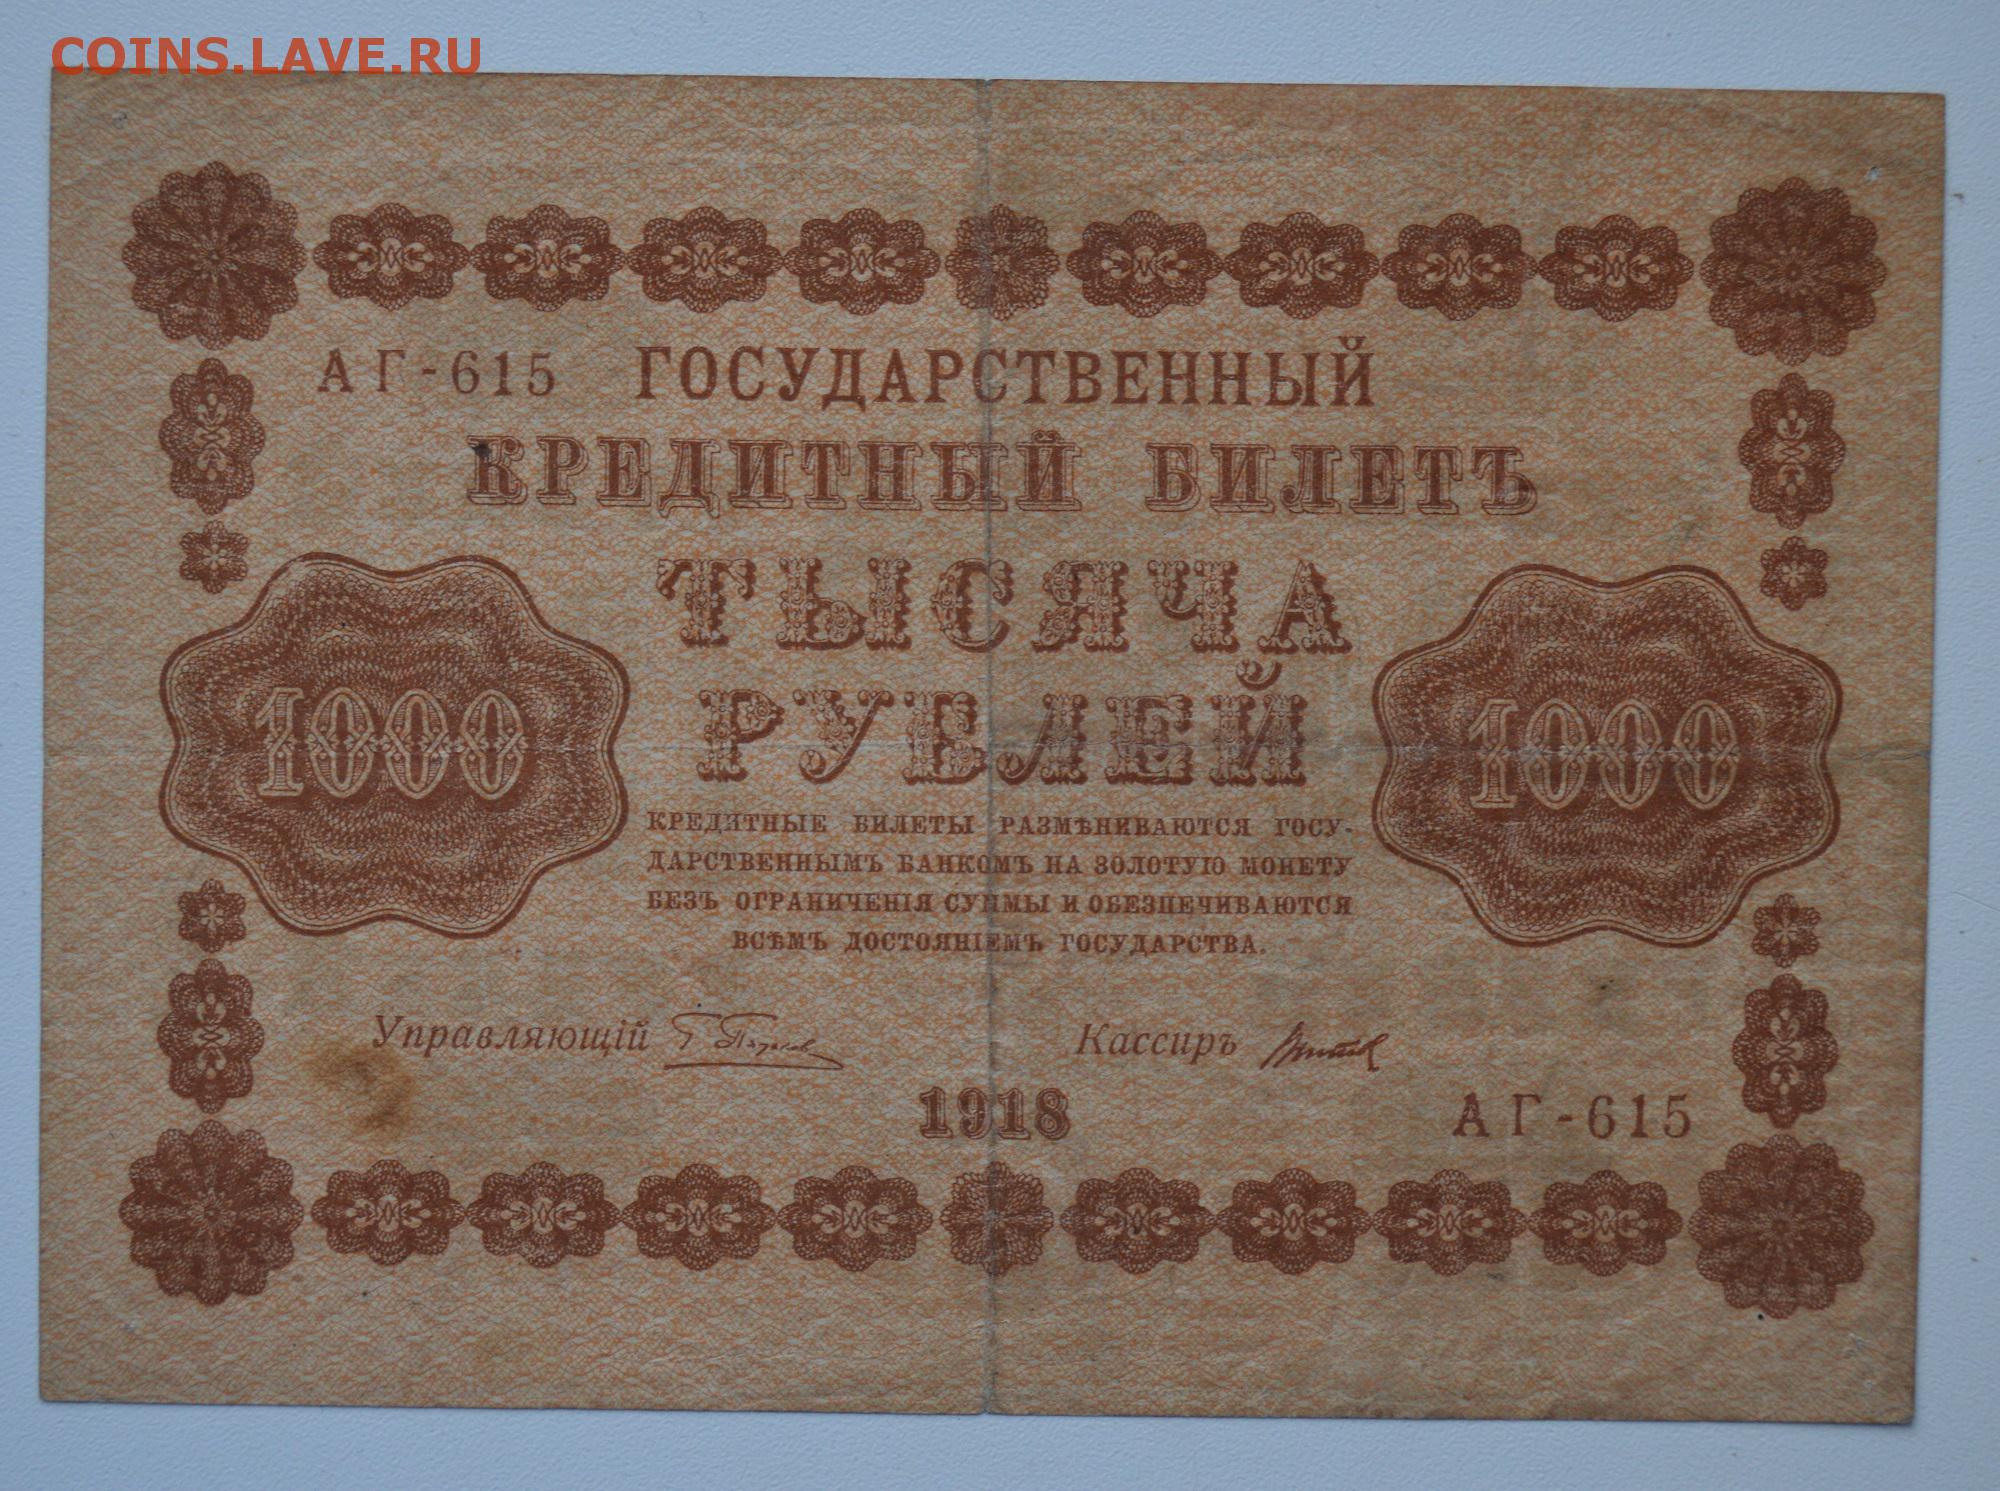 COINS.LAVE.RU
АГ-615 ГОСУДАРСТВЕННЫЙ
КРЕДИТНЫЙ БИЛЕТЪ
ТЫСЯЧА
РУБЛЕЙ
1000 1000
КРЕДИТНЫЕ БИЛЕТЫ РАЗМѢНИВАЮТСЯ ГОСУ-
ДАРСТВЕННЫМЪ БАНКОМЪ НА ЗОЛОТУЮ МОНЕТУ
БЕЗЪ ОГРАНИЧЕНІЯ СУММЫ И ОБЕЗПЕЧИВАЮТСЯ
ВСѢМЪ ДОСТОЯНІЕМЪ ГОСУДАРСТВА.
Управляющій Кассиръ
1918
АГ-615